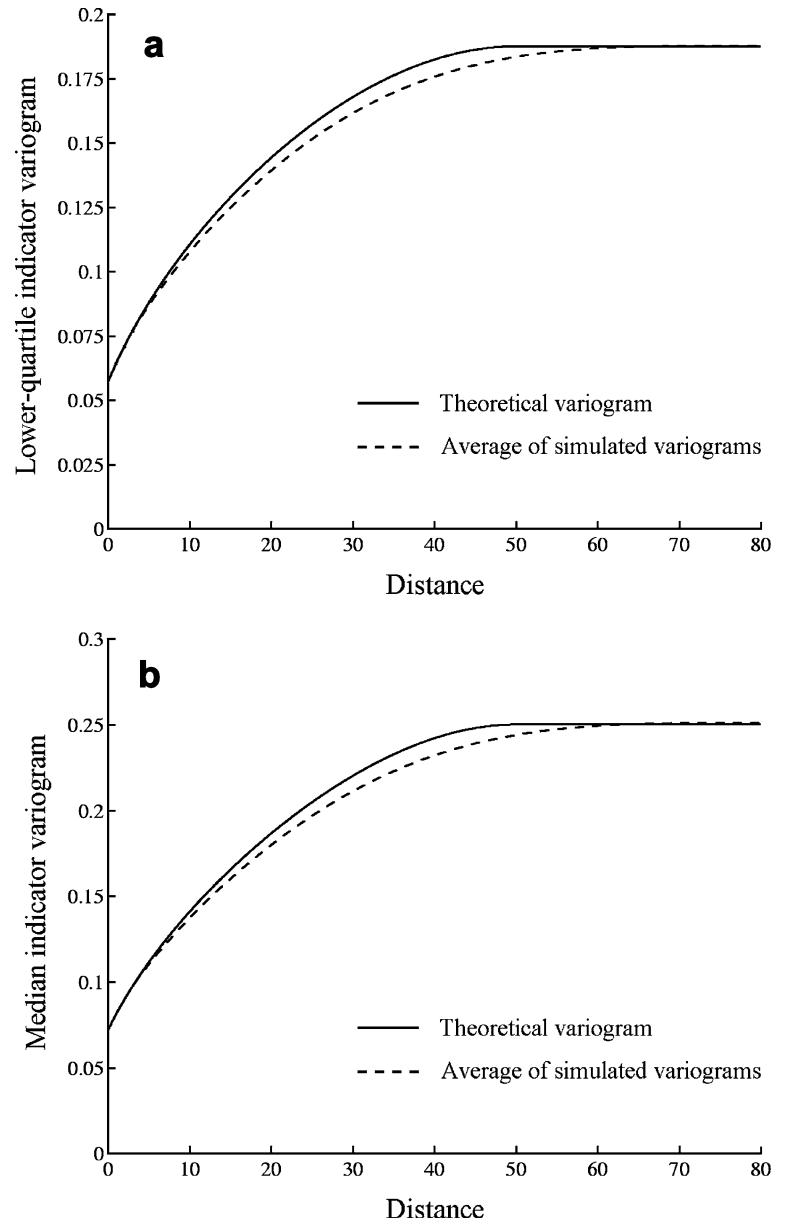 a
Lower-quartile indicator variogram
0.2
0.175
0.15
0.125
0.1
0.075
0.05
0.025
0
Theoretical variogram
Average of simulated variograms
0 10 20 30 40 50 60 70 80
Distance
b
Median indicator variogram
0.3
0.25
0.2
0.15
0.1
0.05
0
Theoretical variogram
Average of simulated variograms
0 10 20 30 40 50 60 70 80
Distance